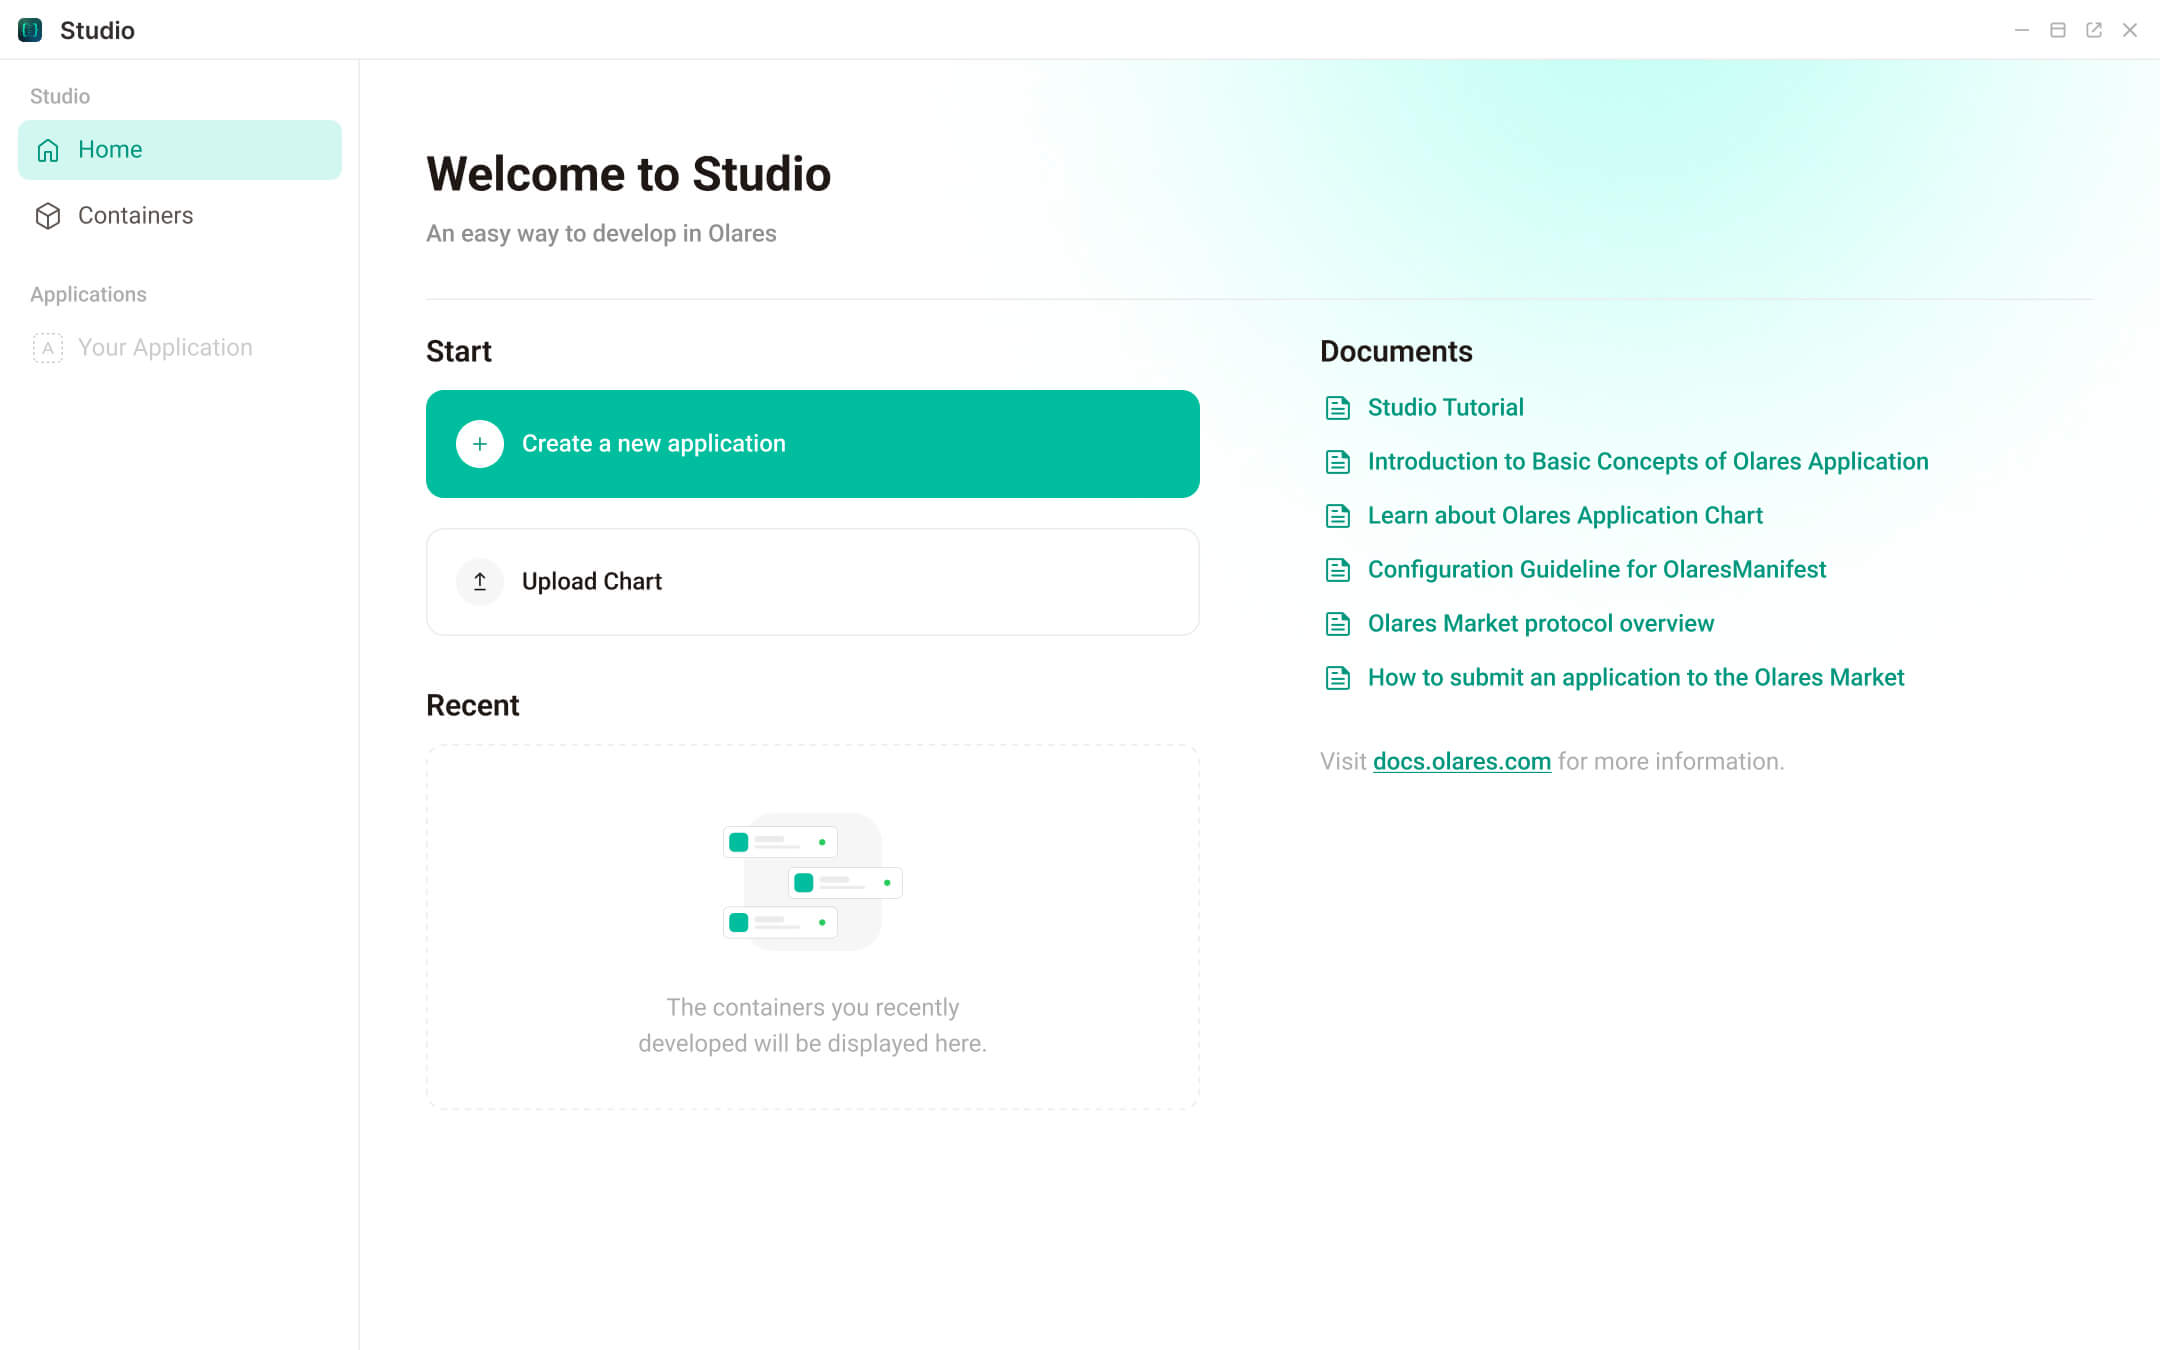 Studio
Studio
Home
Containers
Applications
A Your Application
Welcome to Studio
An easy way to develop in Olares
Start
Create a new application
Upload Chart
Recent
The containers you recently
developed will be displayed here.
Documents
Studio Tutorial
Introduction to Basic Concepts of Olares Application
Learn about Olares Application Chart
Configuration Guideline for OlaresManifest
Olares Market protocol overview
How to submit an application to the Olares Market
Visit docs.olares.com for more information.